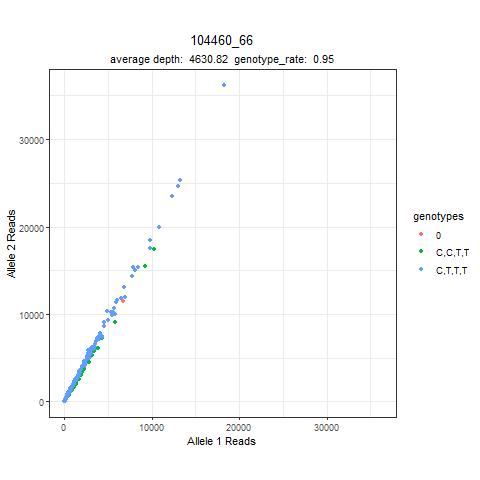 104460_66
average depth:  4630.82  genotype_rate:  0.95
30000
20000
10000
0
0
10000
20000
30000
Allele 1 Reads
Allele 2 Reads
genotypes
0
C,C,T,T
C,T,T,T